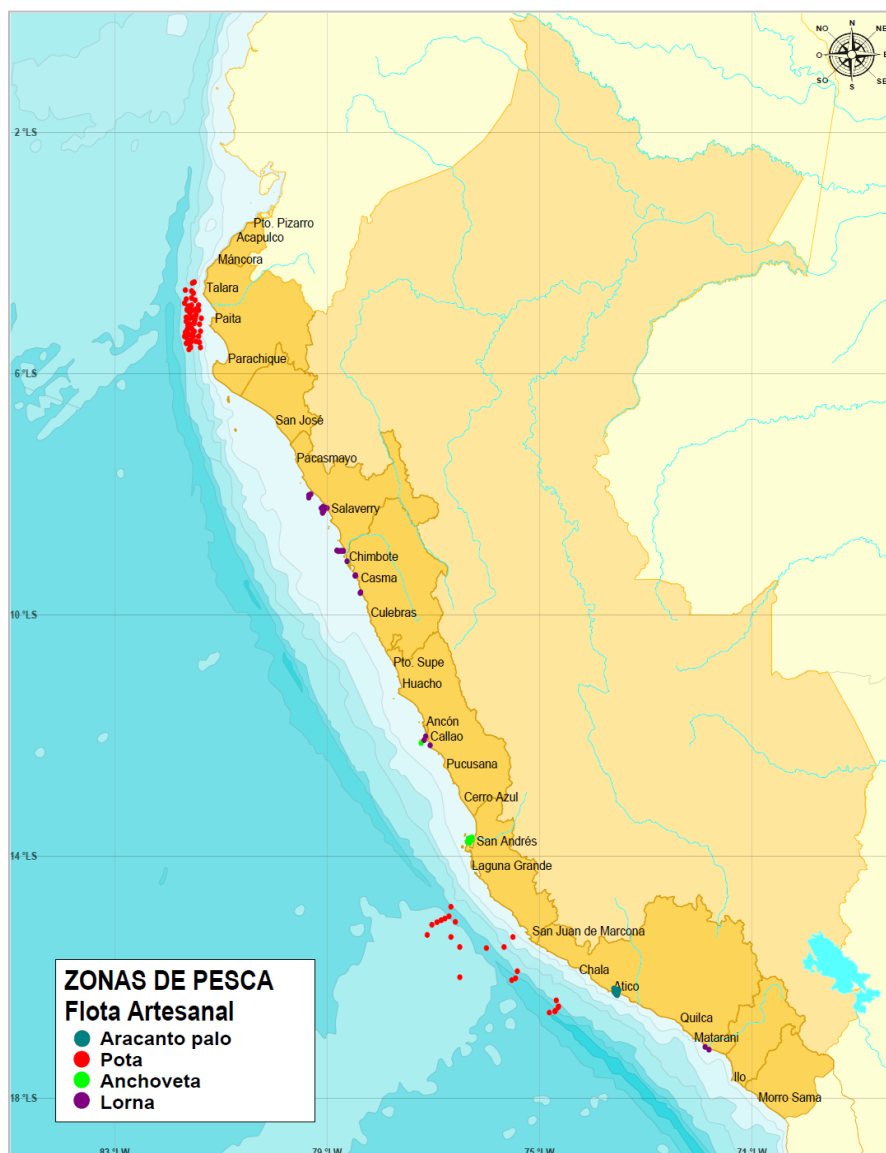 N
NO
NE
O
E
SO
SE
S
2 °LS
Pto. Pizarro
Acapulco
Máncora
Talara
Paita
Parachique
6 °LS
San José
Pacasmayo
Salaverry
Chimbote
Casma
10 °LS
Culebras
Pto. Supe
Huacho
Ancón
Callao
Pucusana
Cerro Azul
San Andrés
14 °LS
Laguna Grande
San Juan de Marcona
Chala
Atico
Quilca
Matarani
Ilo
Morro Sama
18 °LS
ZONAS DE PESCA
Flota Artesanal
Aracanto palo
Pota
Anchoveta
Lorna
83 °LW
79 °LW
75 °LW
71 °LW